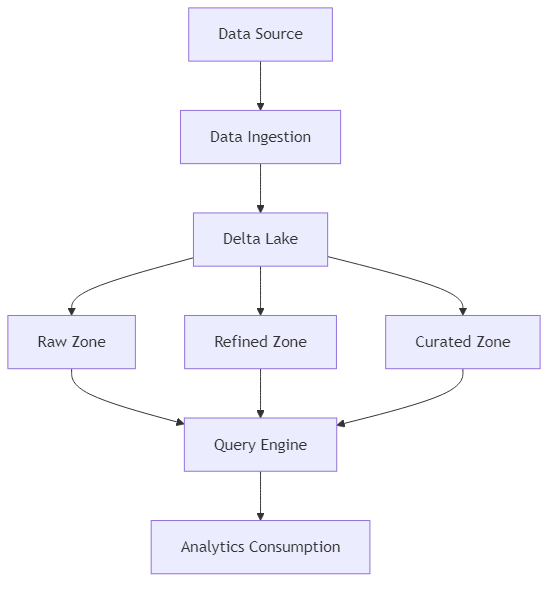 Data Source
Data Ingestion
Delta Lake
Raw Zone
Refined Zone
Curated Zone
Query Engine
Analytics Consumption